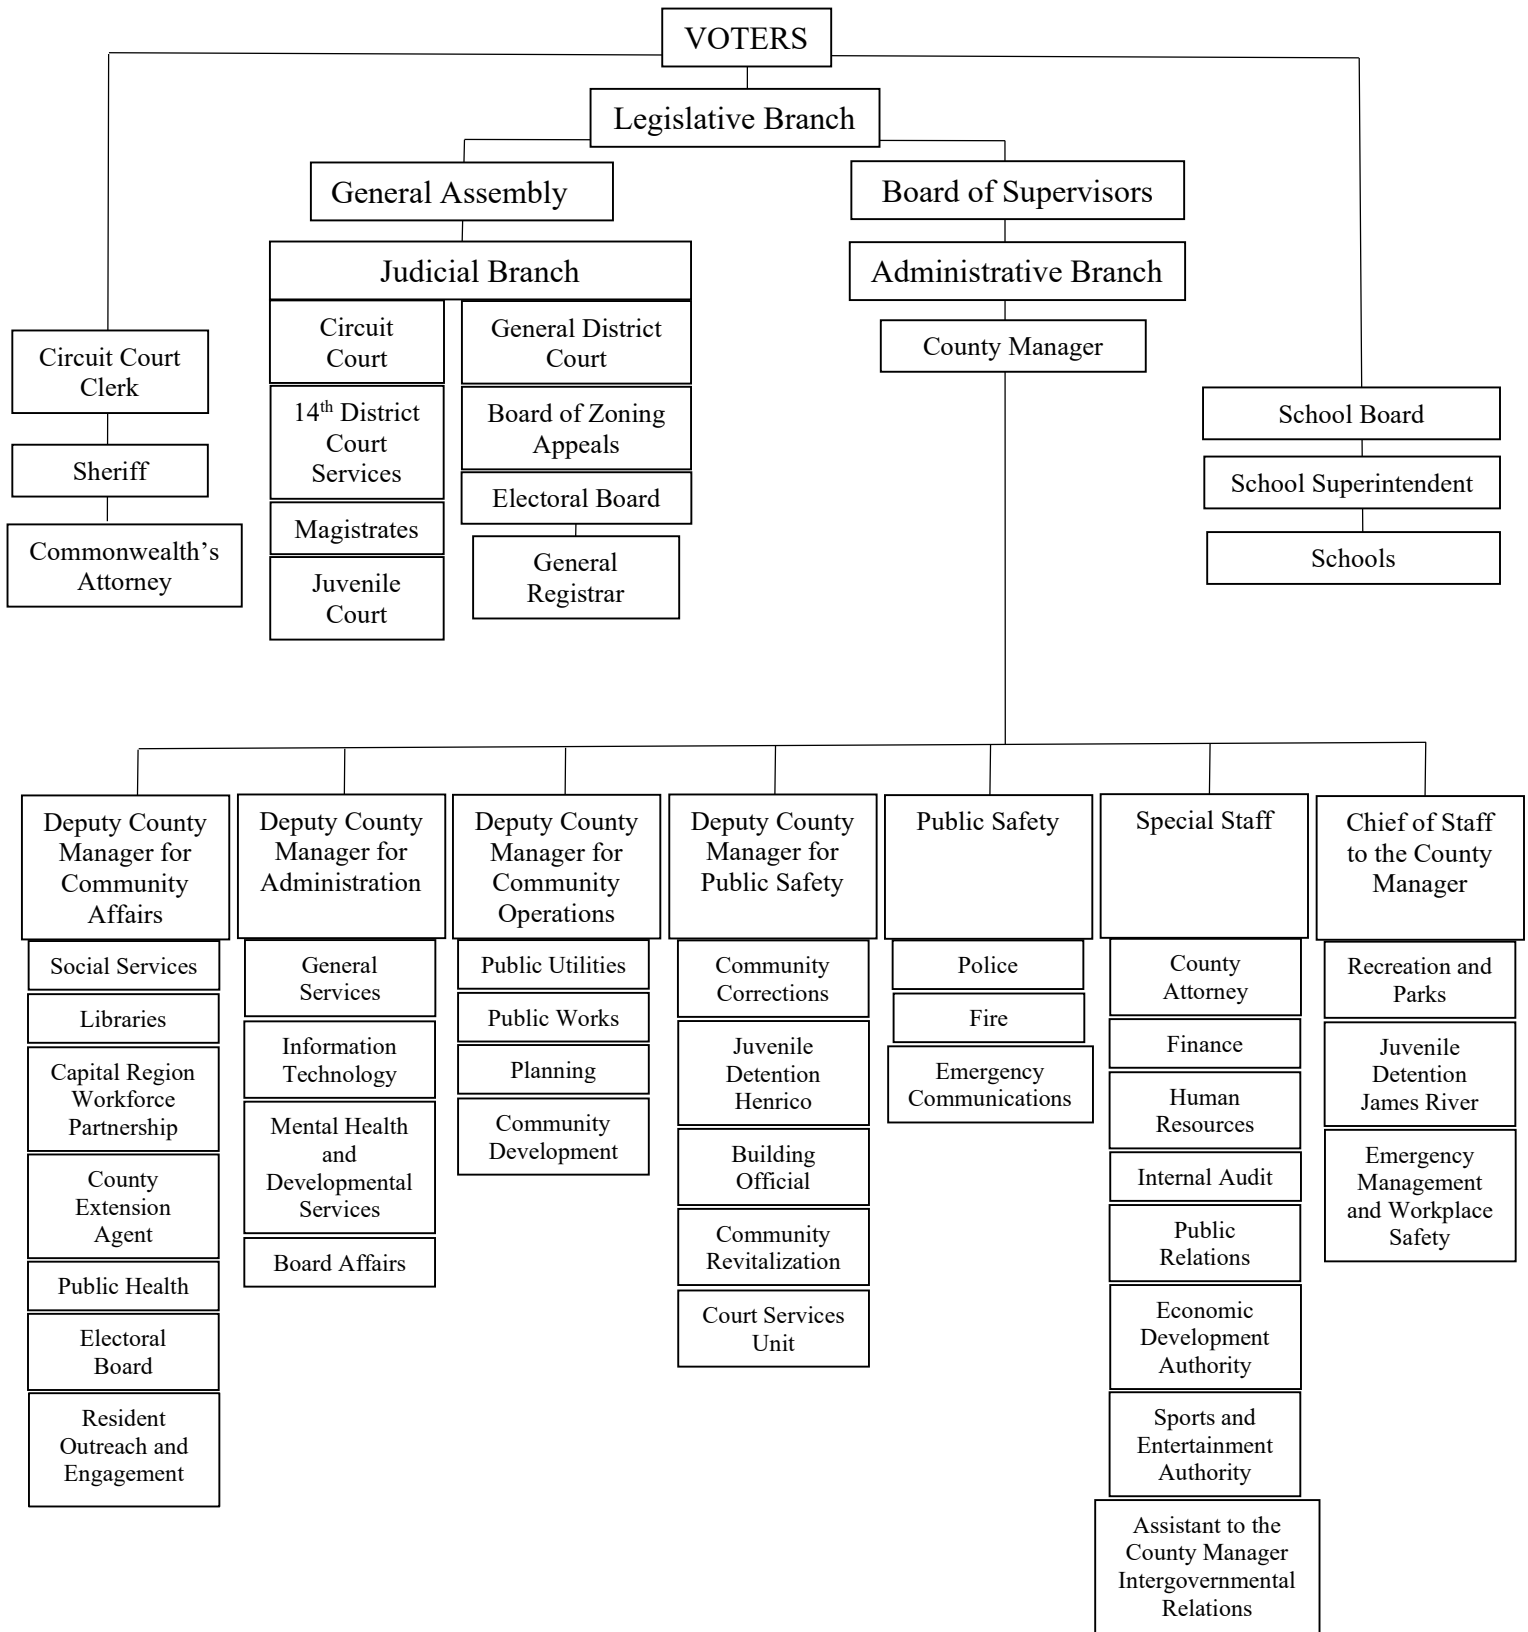 VOTERS
Legislative Branch
General Assembly
Board of Supervisors
Judicial Branch
Administrative Branch
County Manager
Circuit Court
Clerk
Sheriff
Commonwealth’s
Attorney
Circuit
Court
14th District
Court
Services
Magistrates
Juvenile
Court
General District
Court
Board of Zoning
Appeals
Electoral Board
General
Registrar
School Board
School Superintendent
Schools
Deputy County
Manager for
Community
Affairs
Social Services
Libraries
Capital Region
Workforce
Partnership
County
Extension
Agent
Public Health
Electoral
Board
Resident
Outreach and
Engagement
Deputy County
Manager for
Administration
General
Services
Information
Technology
Mental Health
and
Developmental
Services
Board Affairs
Deputy County
Manager for
Community
Operations
Public Utilities
Public Works
Planning
Community
Development
Deputy County
Manager for
Public Safety
Community
Corrections
Juvenile
Detention
Henrico
Building
Official
Community
Revitalization
Court Services
Unit
Public Safety
Police
Fire
Emergency
Communications
Special Staff
County
Attorney
Finance
Human
Resources
Internal Audit
Public
Relations
Economic
Development
Authority
Sports and
Entertainment
Authority
Assistant to the
County Manager
Intergovernmental
Relations
Chief of Staff
to the County
Manager
Recreation and
Parks
Juvenile
Detention
James River
Emergency
Management
and Workplace
Safety